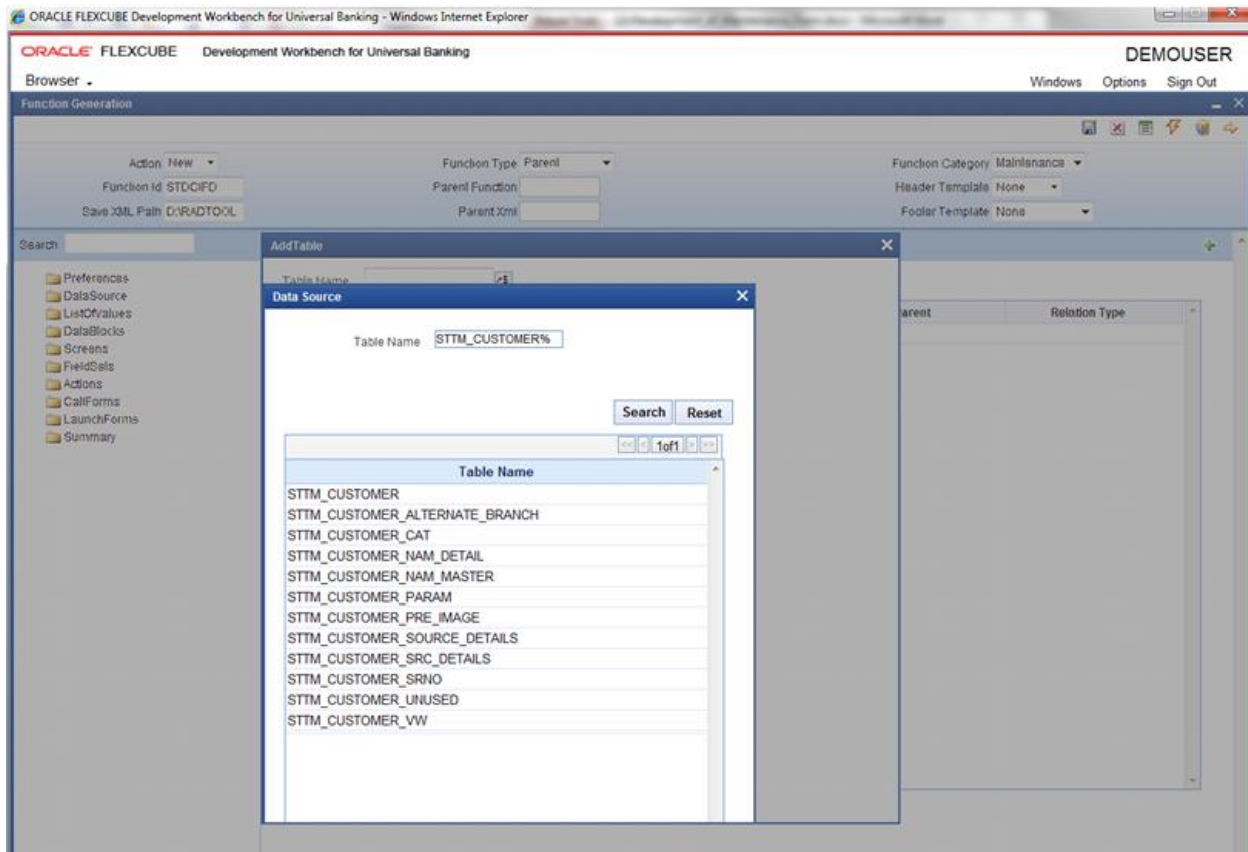 ORACLE FLEXCUBE Development Workbench for Universal Banking - Windows Internet Explorer
ORACLE FLEXCUBE Development Workbench for Universal Banking
DEMOUSER
Browser
Windows Options Sign Out
Function Generation
Action New Function Type Parent Function Category Maintenance
Function Id STDCIFD Parent Function Header Template None
Save XML Path D:\RADTOOL Parent Xml Footer Template None
Search
AddTable
Preferences
DataSource
ListOfValues
DataBlocks
Screens
FieldSets
Actions
CallForms
LaunchForms
Summary
Table Name
Data Source
arent Relation Type
Table Name STTM_CUSTOMER%
Search Reset
<< < 1of1 > >>
Table Name
STTM_CUSTOMER
STTM_CUSTOMER_ALTERNATE_BRANCH
STTM_CUSTOMER_CAT
STTM_CUSTOMER_NAM_DETAIL
STTM_CUSTOMER_NAM_MASTER
STTM_CUSTOMER_PARAM
STTM_CUSTOMER_PRE_IMAGE
STTM_CUSTOMER_SOURCE_DETAILS
STTM_CUSTOMER_SRC_DETAILS
STTM_CUSTOMER_SRNO
STTM_CUSTOMER_UNUSED
STTM_CUSTOMER_VW